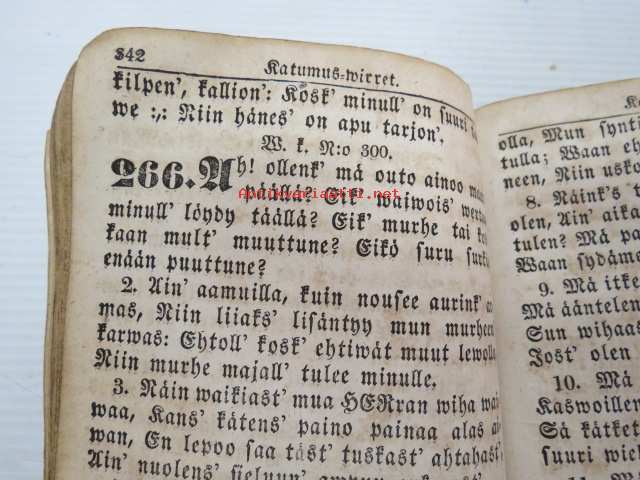 342
Katumus-wirret.
kilpen', kallion': Kosk' minull' on suuri
we :,: Niin hänes' on apu tarjon'.
W. k. N:o 300.
266. Ah! ollenk' mä outo ainoo
täällä? Eik' waiwois' werta
minull' löydy täällä? Eik' murhe tai
kaan mult' muuttune? Eikö suru
enään puuttune?
2. Ain' aamuilla, kuin nousee aurink'
mas, Niin liiaks' lisäntyy mun murheen
karwas: Ehtoll' kosk' ehtiwät muut lewolle
Niin murhe majall' tulee minulle.
3. Näin waikiast' mua HERran wiha
waa, Kans' kätens' paino painaa alas
wan, En lepoo saa täst' tuskast' ahtahast'
Ain' nuolens' sielun'
olla, Mun synti
tulla; Waan
neen, Niin
8. Näink's
olen, Ain' aika
tulen? Mä
Waan sydäme
9. Mä itke
Mä ääntelen
Sun wihaas
Jost' olen
10. Mä
Kaswoillen
Sä kätket
suuri